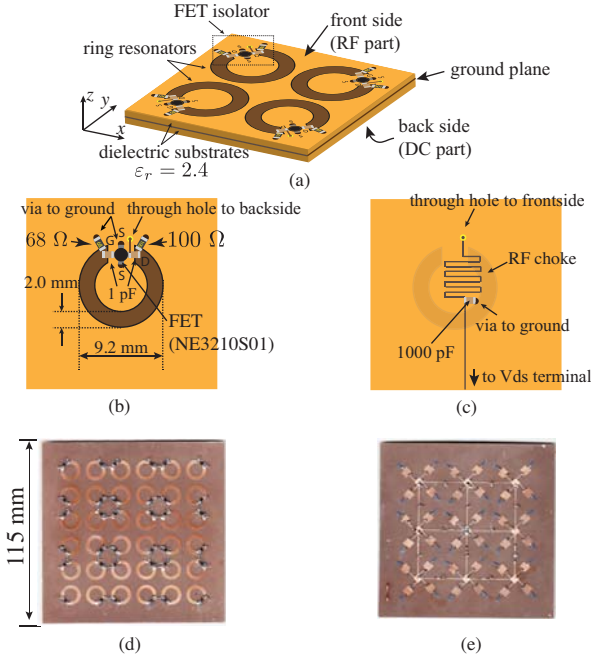 FET isolator
front side
(RF part)
ring resonators
ground plane
z
y
x
back side
(DC part)
dielectric substrates
εr = 2.4
(a)
via to ground
through hole to backside
68 Ω
100 Ω
G
S
D
S
2.0 mm
1 pF
FET
(NE3210S01)
9.2 mm
(b)
through hole to frontside
RF choke
via to ground
1000 pF
to Vds terminal
(c)
115 mm
(d)
(e)